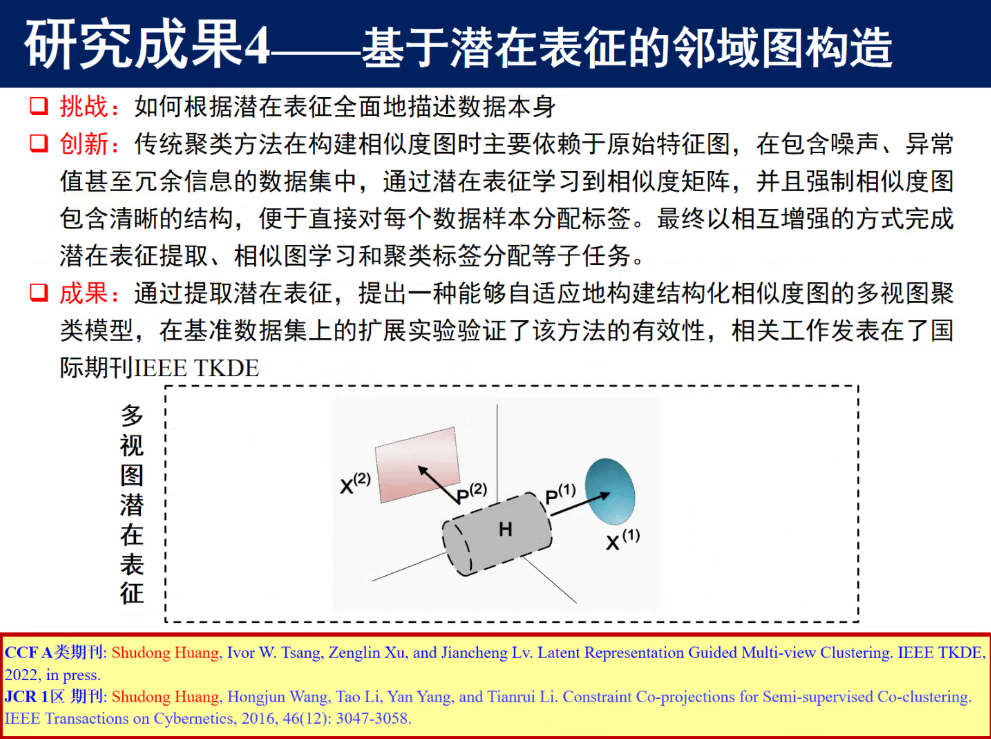 研究成果4——基于潜在表征的邻域图构造
挑战：如何根据潜在表征全面地描述数据本身
创新：传统聚类方法在构建相似度图时主要依赖于原始特征图，在包含噪声、异常
值甚至冗余信息的数据集中，通过潜在表征学习到相似度矩阵，并且强制相似度图
包含清晰的结构，便于直接对每个数据样本分配标签。最终以相互增强的方式完成
潜在表征提取、相似图学习和聚类标签分配等子任务。
成果：通过提取潜在表征，提出一种能够自适应地构建结构化相似度图的多视图聚
类模型，在基准数据集上的扩展实验验证了该方法的有效性，相关工作发表在了国
际期刊IEEE TKDE
多视图潜在表征
X(2)
P(2)
P(1)
H
X(1)
CCF A类期刊: Shudong Huang, Ivor W. Tsang, Zenglin Xu, and Jiancheng Lv. Latent Representation Guided Multi-view Clustering. IEEE TKDE,
2022, in press.
JCR 1区 期刊: Shudong Huang, Hongjun Wang, Tao Li, Yan Yang, and Tianrui Li. Constraint Co-projections for Semi-supervised Co-clustering.
IEEE Transactions on Cybernetics, 2016, 46(12): 3047-3058.